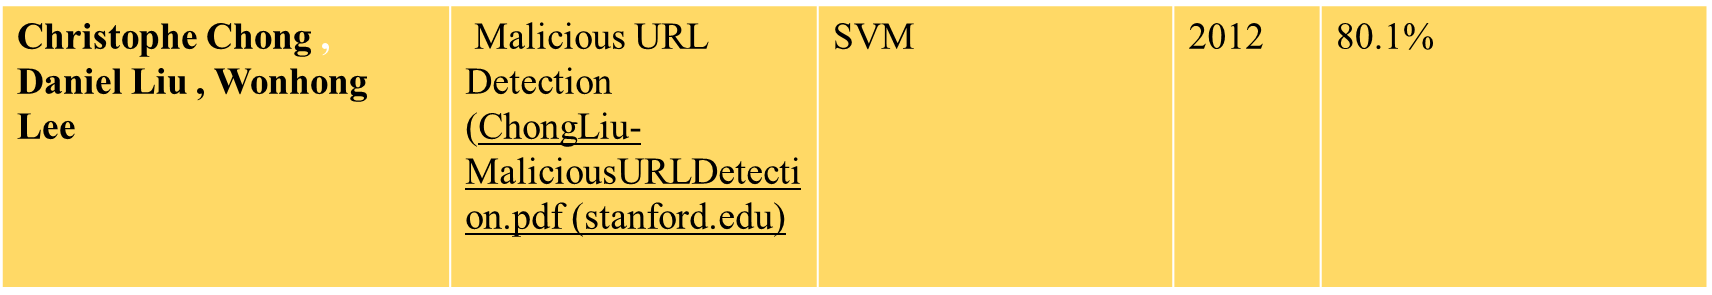 Christophe Chong ,
Daniel Liu , Wonhong
Lee
Malicious URL
Detection
(ChongLiu-
MaliciousURLDetecti
on.pdf (stanford.edu)
SVM
2012
80.1%